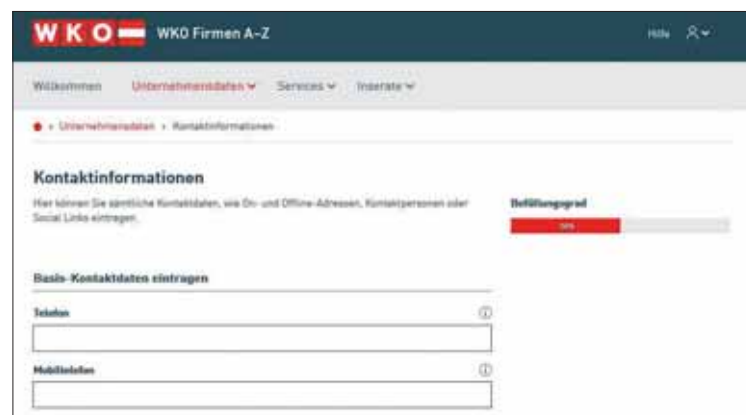 WKO WKO Firmen A-Z Hilfe
Willkommen Unternehmensdaten Services Inserate
Unternehmensdaten Kontaktinformationen
Kontaktinformationen
Hier können Sie sämtliche Kontaktdaten, wie On- und Offline-Adressen, Kontaktpersonen oder
Social Links eintragen.
Befüllungsgrad
Basis-Kontaktdaten eintragen
Telefon
Mobiltelefon